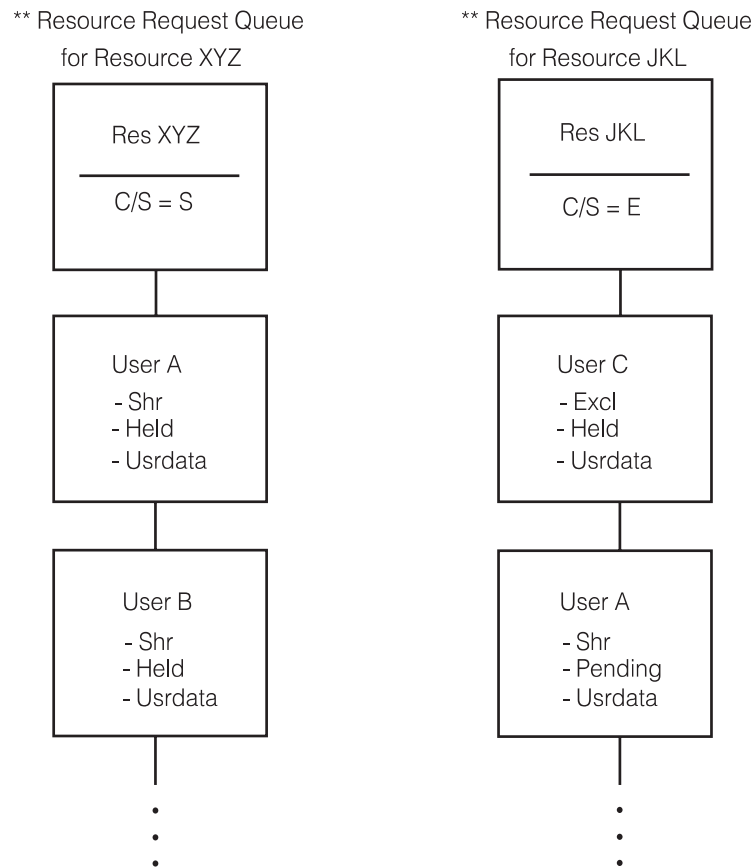 ** Resource Request Queue
for Resource XYZ
Res XYZ
C/S = S
User A
- Shr
- Held
- Usrdata
User B
- Shr
- Held
- Usrdata
** Resource Request Queue
for Resource JKL
Res JKL
C/S = E
User C
- Excl
- Held
- Usrdata
User A
- Shr
- Pending
- Usrdata